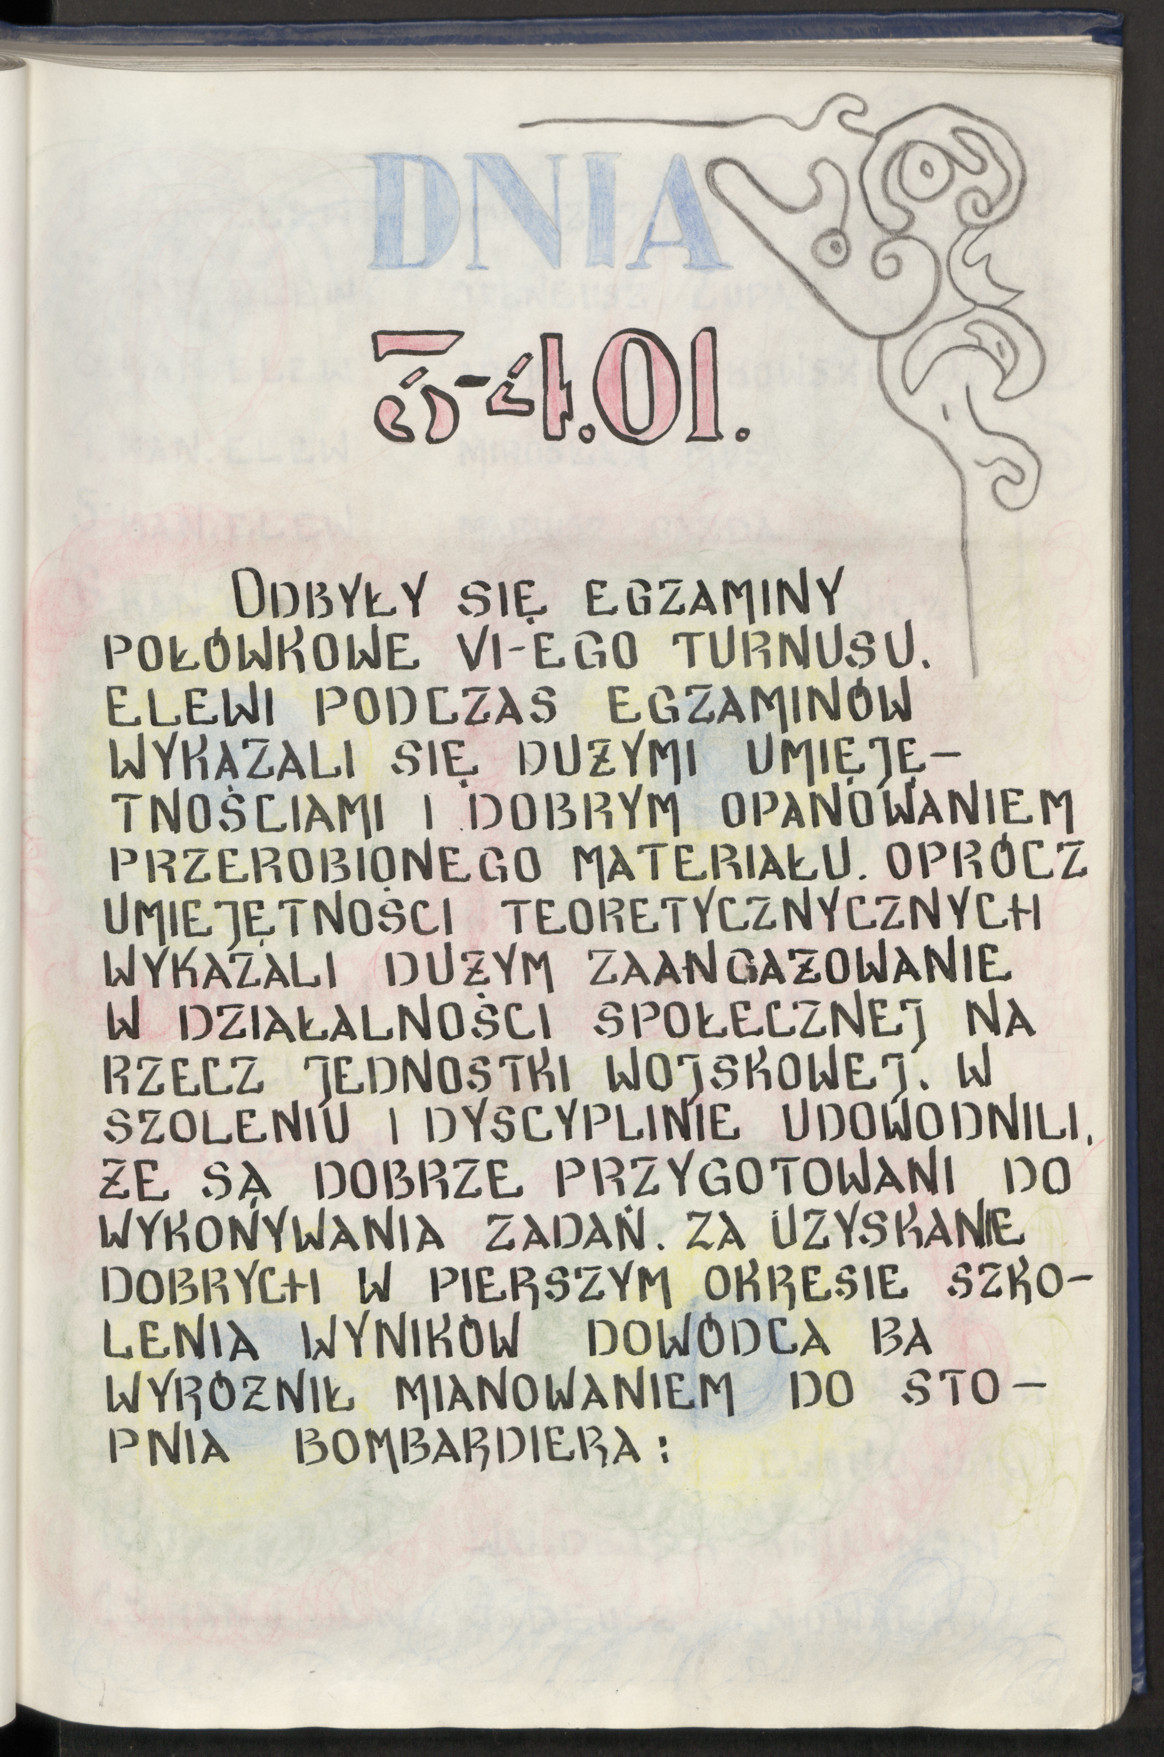 DNIA
3-4.01.
ODBYŁY SIĘ EGZAMINY
POŁÓWKOWE VI-EGO TURNUSU.
ELEWI PODCZAS EGZAMINÓW
WYKAZALI SIĘ DUŻYMI UMIĘJĘ-
TNOŚCIAMI I DOBRYM OPANOWANIEM
PRZEROBIONEGO MATERIAŁU. OPRÓCZ
UMIEJĘTNOŚCI TEORETYCZNYCZNYCH
WYKAZALI DUŻYM ZAANGAŻOWANIE
W DZIAŁALNOŚCI SPOŁECZNEJ NA
RZECZ JEDNOSTKI WOJSKOWEJ. W
SZOLENIU I DYSCYPLINIE UDOWODNILI,
ŻE SĄ DOBRZE PRZYGOTOWANI DO
WYKONYWANIA ZADAŃ. ZA UZYSKANIE
DOBRYCH W PIERSZYM OKRESIE SZKO-
LENIA WYNIKÓW DOWÓDCA BA
WYRÓŻNIŁ MIANOWANIEM DO STO-
PNIA BOMBARDIERA: